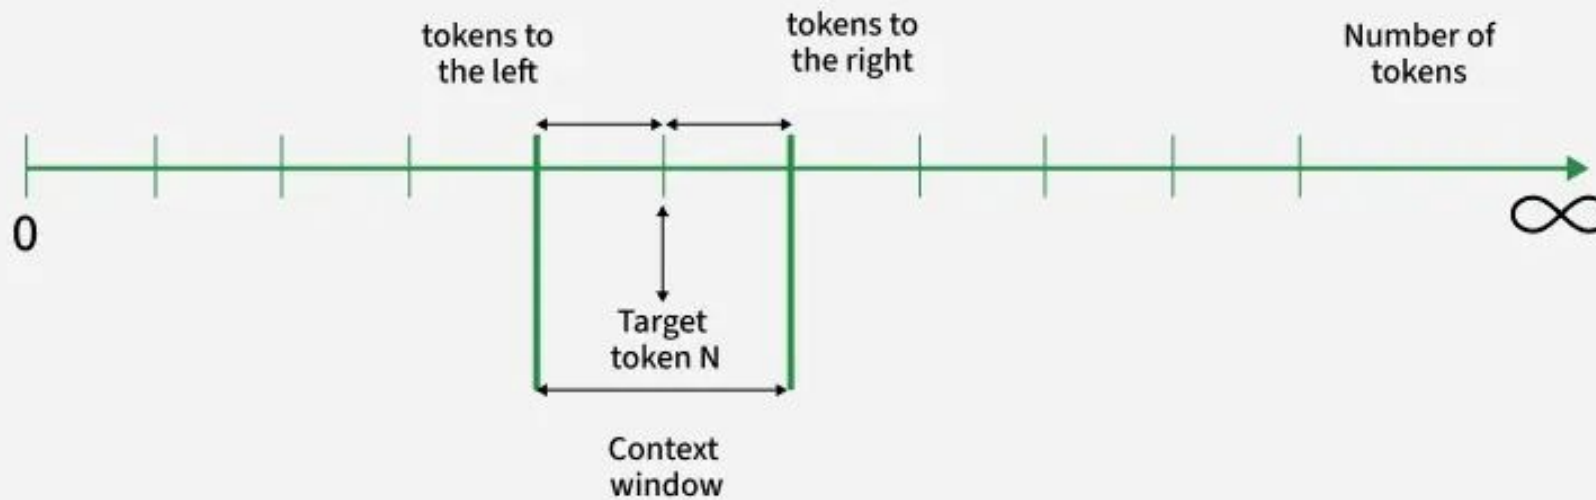 tokens to
the left
tokens to
the right
Number of
tokens
0
∞
Target
token N
Context
window